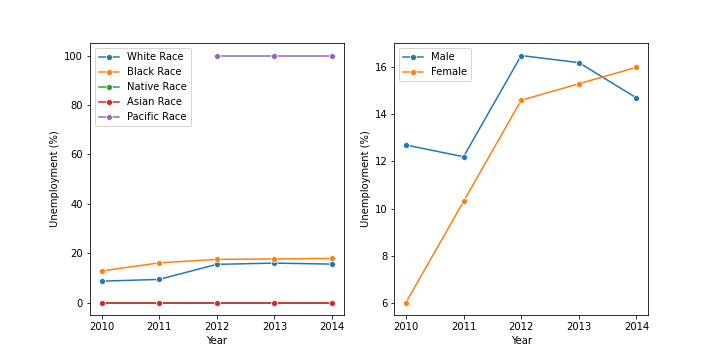 100
80
60
40
20
0
Unemployment (%)
White Race
Black Race
Native Race
Asian Race
Pacific Race
2010 2011 2012 2013 2014
Year
16
14
12
10
8
6
Unemployment (%)
Male
Female
2010 2011 2012 2013 2014
Year